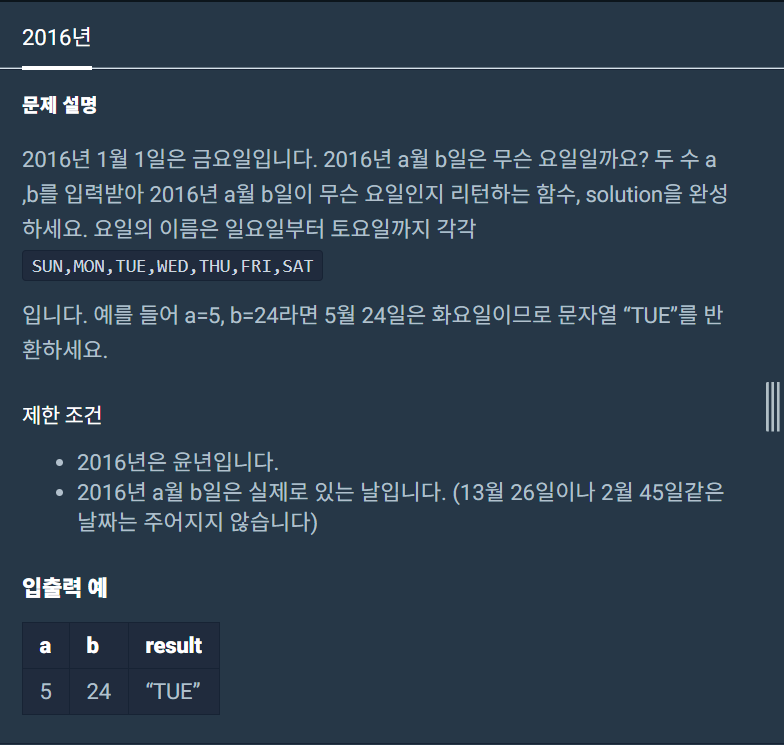 2016년
문제 설명
2016년 1월 1일은 금요일입니다. 2016년 a월 b일은 무슨 요일일까요? 두 수 a
,b를 입력받아 2016년 a월 b일이 무슨 요일인지 리턴하는 함수, solution을 완성
하세요. 요일의 이름은 일요일부터 토요일까지 각각
SUN,MON,TUE,WED,THU,FRI,SAT
입니다. 예를 들어 a=5, b=24라면 5월 24일은 화요일이므로 문자열 “TUE”를 반
환하세요.
제한 조건
• 2016년은 윤년입니다.
• 2016년 a월 b일은 실제로 있는 날입니다. (13월 26일이나 2월 45일같은
날짜는 주어지지 않습니다)
입출력 예
a b result
5 24 “TUE”